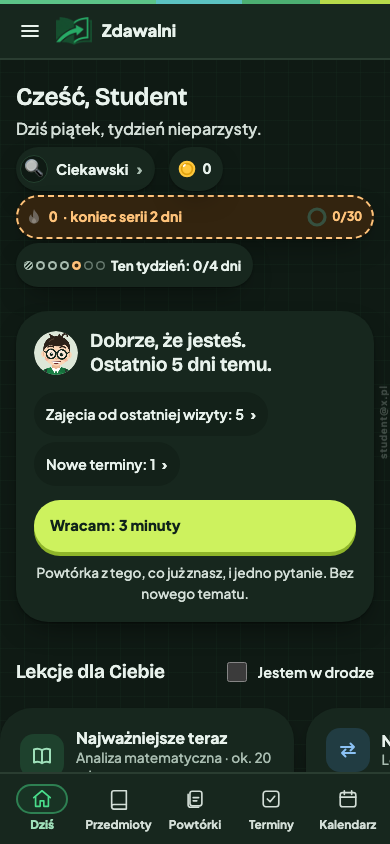 Zdawalni
Cześć, Student
Dziś piątek, tydzień nieparzysty.
Ciekawski ›
0
0 · koniec serii 2 dni
0/30
Ten tydzień: 0/4 dni
Dobrze, że jesteś.
Ostatnio 5 dni temu.
Zajęcia od ostatniej wizyty: 5 ›
Nowe terminy: 1 ›
Wracam: 3 minuty
Powtórka z tego, co już znasz, i jedno pytanie. Bez
nowego tematu.
student@x.pl
Lekcje dla Ciebie
Jestem w drodze
Najważniejsze teraz
Analiza matematyczna · ok. 20
Dziś
Przedmioty
Powtórki
Terminy
Kalendarz